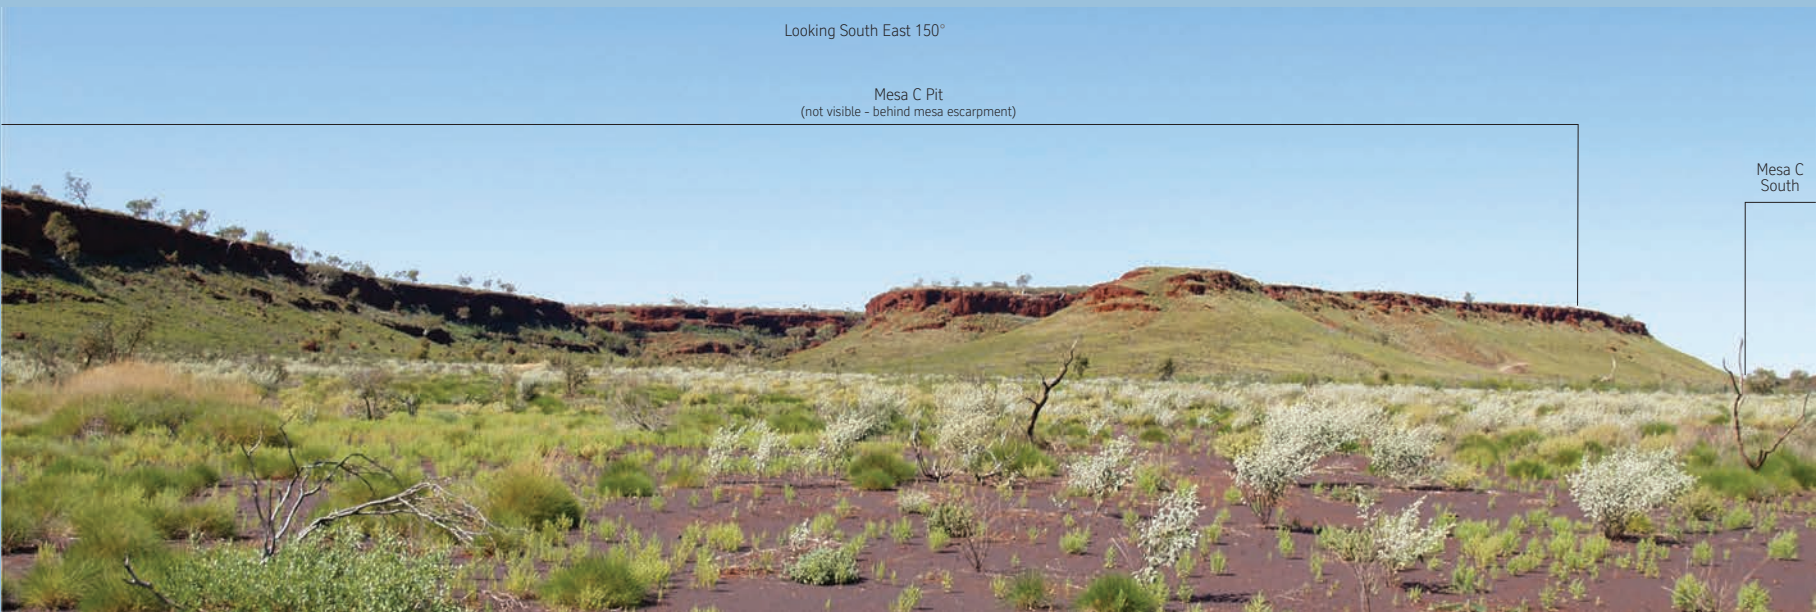 Looking South East 150°
Mesa C Pit
(not visible - behind mesa escarpment)
Mesa C
South